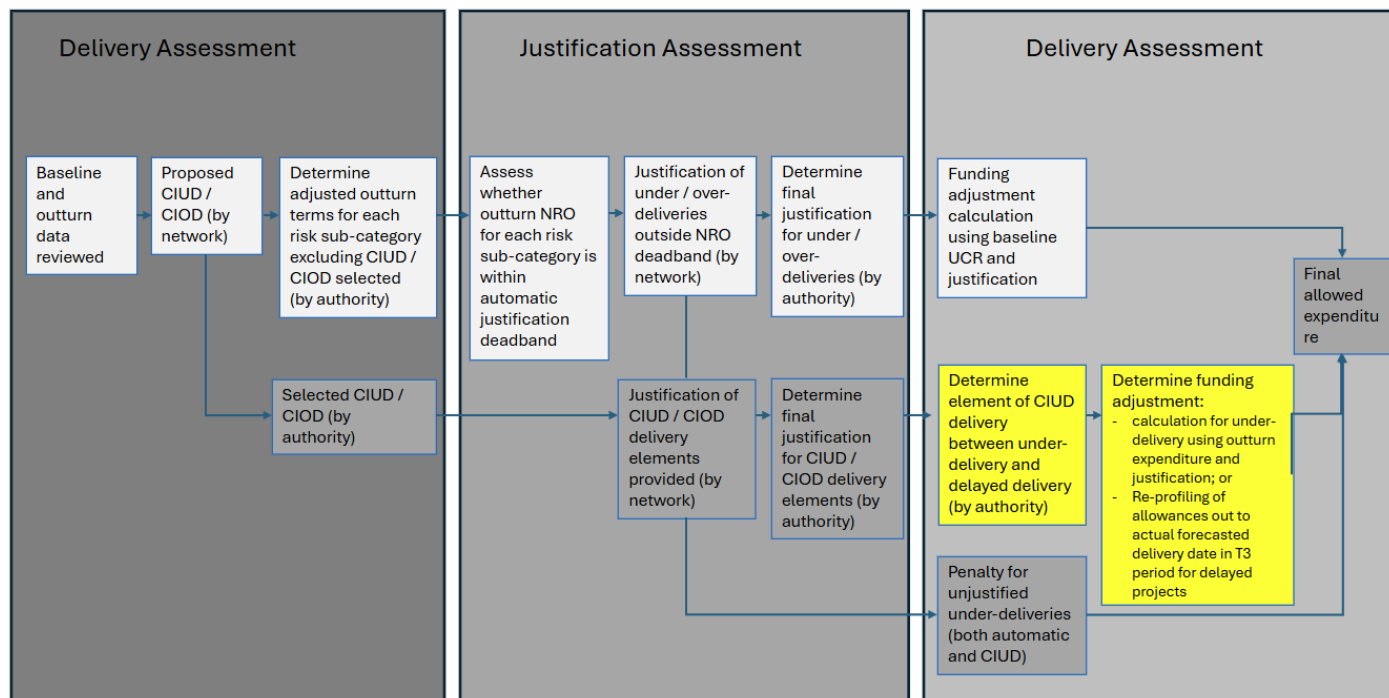 Delivery Assessment
Justification Assessment
Delivery Assessment
Baseline
and
outturn
data
reviewed
Proposed
CIUD /
CIOD (by
network)
Determine
adjusted outturn
terms for each
risk sub-category
excluding CIUD /
CIOD selected
(by authority)
Assess
whether
outturn NRO
for each risk
sub-category is
within
automatic
justification
deadband
Justification of
under / over-
deliveries
outside NRO
deadband (by
network)
Determine
final
justification
for under /
over-
deliveries (by
authority)
Funding
adjustment
calculation
using baseline
UCR and
justification
Final
allowed
expenditu
re
Selected CIUD /
CIOD (by
authority)
Justification of
CIUD / CIOD
delivery
elements
provided (by
network)
Determine
final
justification
for CIUD /
CIOD delivery
elements (by
authority)
Determine
element of CIUD
delivery
between under-
delivery and
delayed delivery
(by authority)
Determine funding
adjustment:
- calculation for under-
delivery using outturn
expenditure and
justification; or
- Re-profiling of
allowances out to
actual forecasted
delivery date in T3
period for delayed
projects
Penalty for
unjustified
under-deliveries
(both automatic
and CIUD)